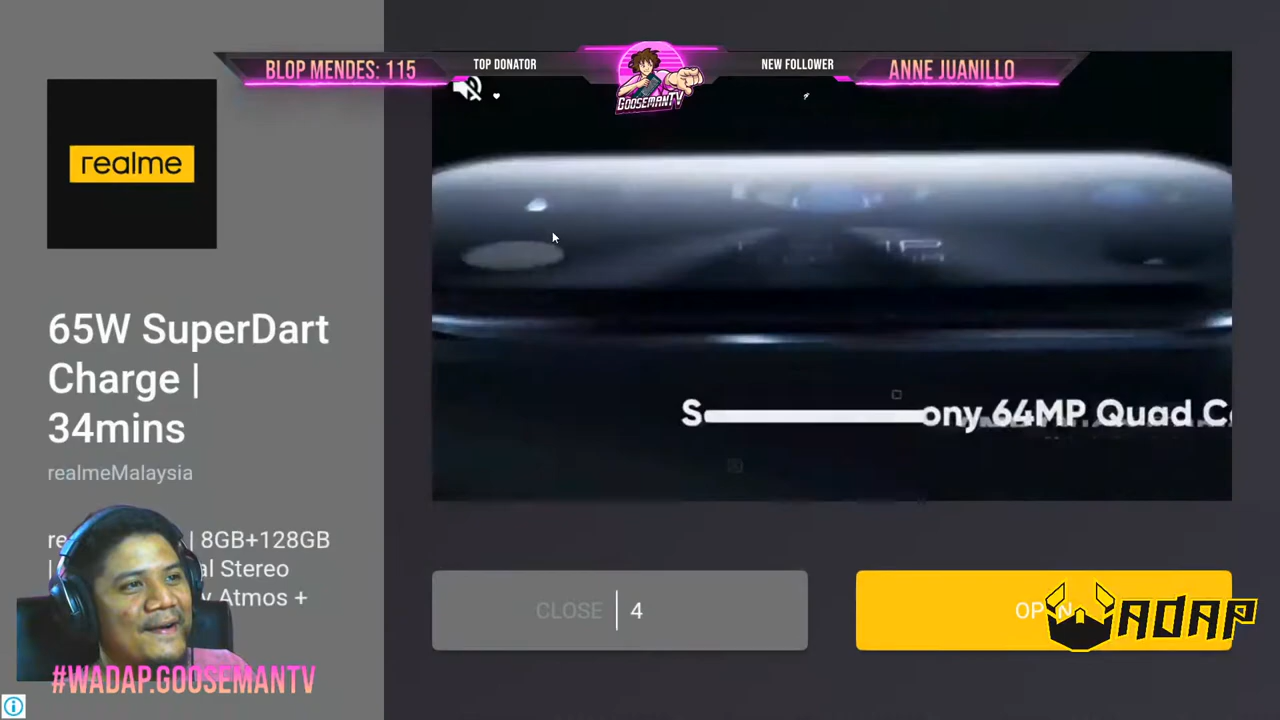 BLOP MENDES: 115
TOP DONATOR
GOOSEMANTV
NEW FOLLOWER
ANNE JUANILLO
realme
65W SuperDart
Charge |
34mins
realmeMalaysia
| 8GB+128GB
Stereo
Atmos +
ony 64MP Quad
CLOSE | 4
WADAP
#WADAP.GOOSEMANTV